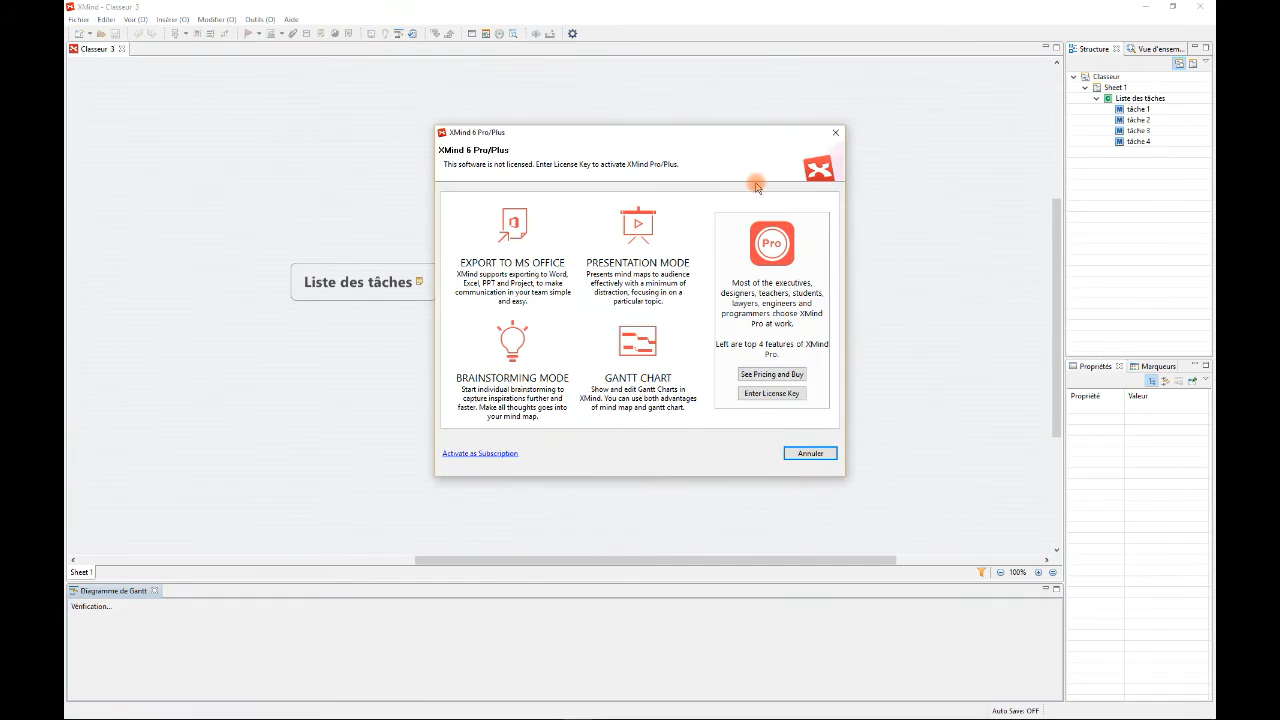 XMind - Classeur 3
Fichier Editer Voir (O) Insérer (O) Modifier (O) Outils (O) Aide
Classeur 3
Liste des tâches
Sheet 1
100%
Diagramme de Gantt
Vérification...
XMind 6 Pro/Plus
XMind 6 Pro/Plus
This software is not licensed. Enter License Key to activate XMind Pro/Plus.
EXPORT TO MS OFFICE
XMind supports exporting to Word,
Excel, PPT and Project, to make
communication in your team simple
and easy.
PRESENTATION MODE
Presents mind maps to audience
effectively with a minimum of
distraction, focusing in on a
particular topic.
BRAINSTORMING MODE
Start individual brainstorming to
capture inspirations further and
faster. Make all thoughts goes into
your mind map.
GANTT CHART
Show and edit Gantt Charts in
XMind. You can use both advantages
of mind map and gantt chart.
Pro
Most of the executives,
designers, teachers, students,
lawyers, engineers and
programmers choose XMind
Pro at work.
Left are top 4 features of XMind
Pro.
See Pricing and Buy
Enter License Key
Activate as Subscription
Annuler
Structure Vue d'ensem...
Classeur
Sheet 1
Liste des tâches
tâche 1
tâche 2
tâche 3
tâche 4
Propriétés Marqueurs
Propriété Valeur
Auto Save: OFF